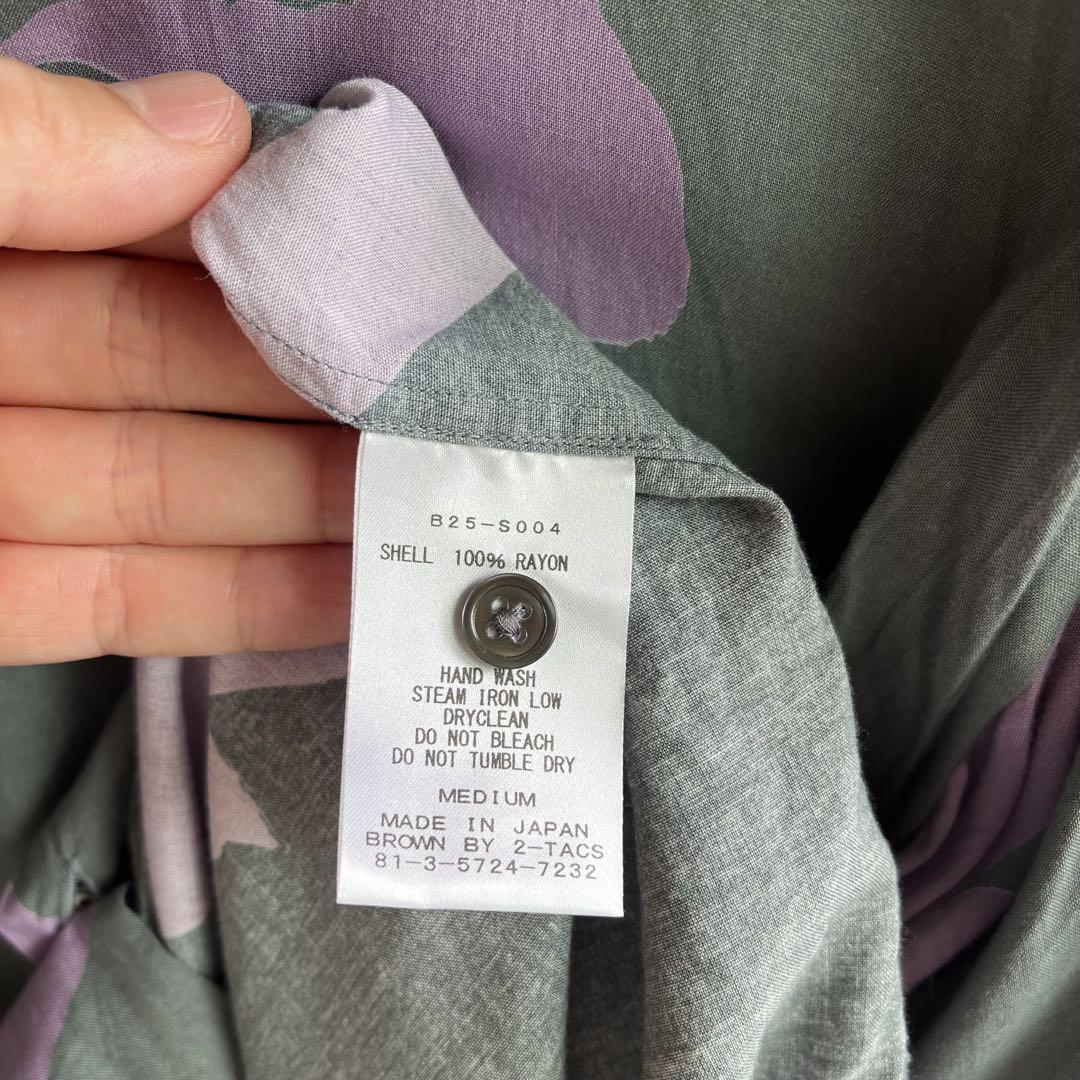 B25-S004
SHELL 100% RAYON
HAND WASH
STEAM IRON LOW
DRYCLEAN
DO NOT BLEACH
DO NOT TUMBLE DRY
MEDIUM
MADE IN JAPAN
BROWN BY 2-TACS
81-3-5724-7232